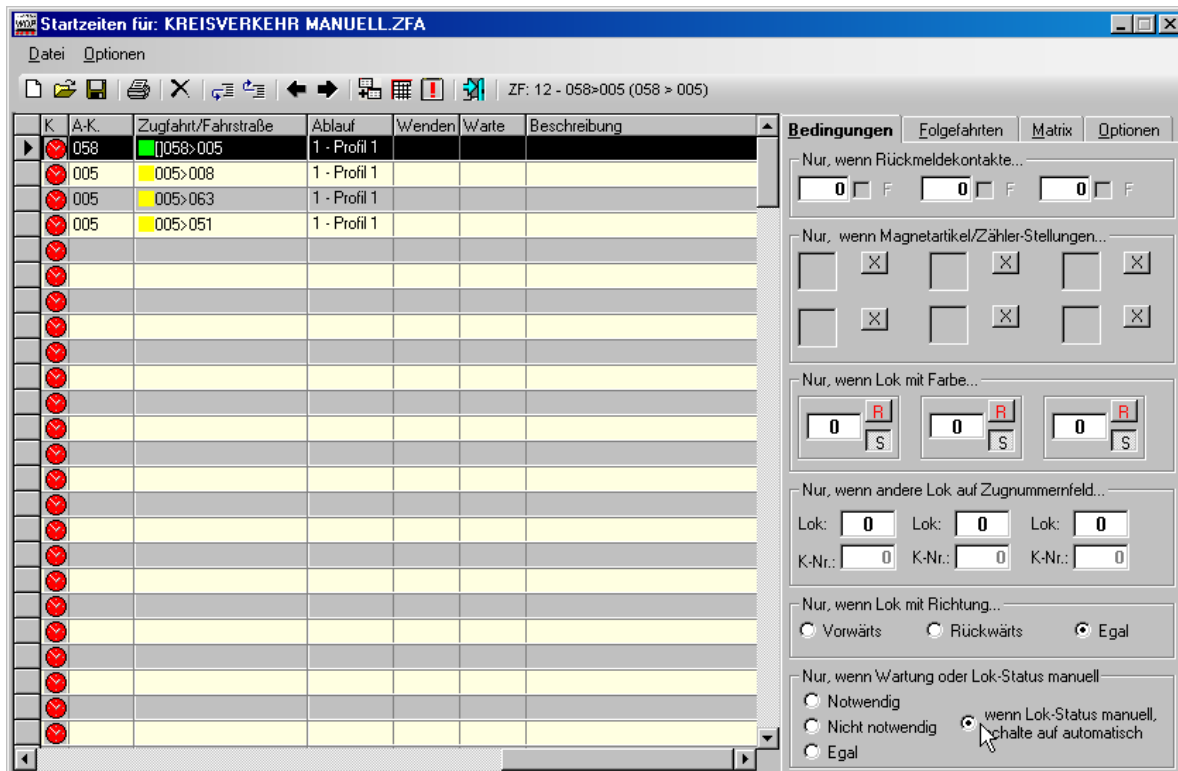 Startzeiten für: KREISVERKEHR MANUELL.ZFA
Datei Optionen
ZF: 12 - 058>005 (058 > 005)
K A-K. Zugfahrt/Fahrstraße Ablauf Wenden Warte Beschreibung
058 []058>005 1 - Profil 1
005 005>008 1 - Profil 1
005 005>063 1 - Profil 1
005 005>051 1 - Profil 1
Bedingungen Folgefahrten Matrix Optionen
Nur, wenn Rückmeldekontakte...
0 F 0 F 0 F
Nur, wenn Magnetartikel/Zähler-Stellungen...
X X X
X X X
Nur, wenn Lok mit Farbe...
0 R S 0 R S 0 R S
Nur, wenn andere Lok auf Zugnummernfeld...
Lok: 0 Lok: 0 Lok: 0
K-Nr.: 0 K-Nr.: 0 K-Nr.: 0
Nur, wenn Lok mit Richtung...
Vorwärts Rückwärts Egal
Nur, wenn Wartung oder Lok-Status manuell
Notwendig
Nicht notwendig
Egal
wenn Lok-Status manuell,
chalte auf automatisch